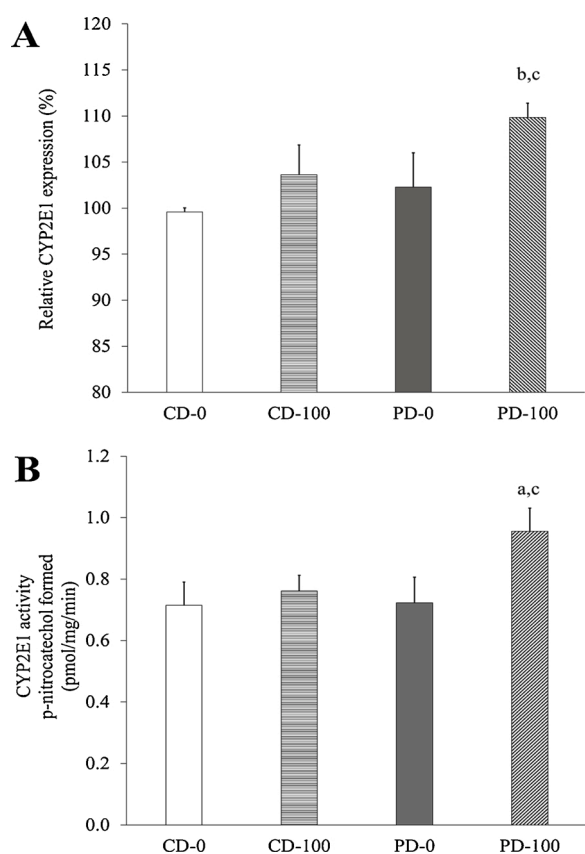 A
Relative CYP2E1 expression (%)
120
115
110
105
100
95
90
85
80
b,c
CD-0 CD-100 PD-0 PD-100
B
CYP2E1 activity
p-nitrocatechol formed
(pmol/mg/min)
1.2
1.0
0.8
0.6
0.4
0.2
0.0
a,c
CD-0 CD-100 PD-0 PD-100